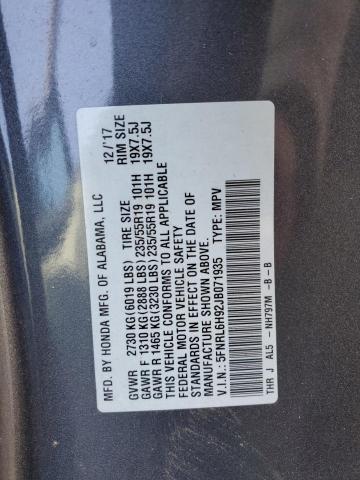 MFD. BY HONDA MFG. OF ALABAMA, LLC 12/'17
TIRE SIZE RIM SIZE
GVWR 2730 KG(6019 LBS)
GAWR F 1310 KG(2888 LBS) 235/55R19 101H 19X7.5J
GAWR R 1465 KG(3230 LBS) 235/55R19 101H 19X7.5J
THIS VEHICLE CONFORMS TO ALL APPLICABLE
FEDERAL MOTOR VEHICLE SAFETY
STANDARDS IN EFFECT ON THE DATE OF
MANUFACTURE SHOWN ABOVE.
V.I.N.: 5FNRL6H92JB071935 TYPE: MPV
THR J AL5 - NH797M -B-B